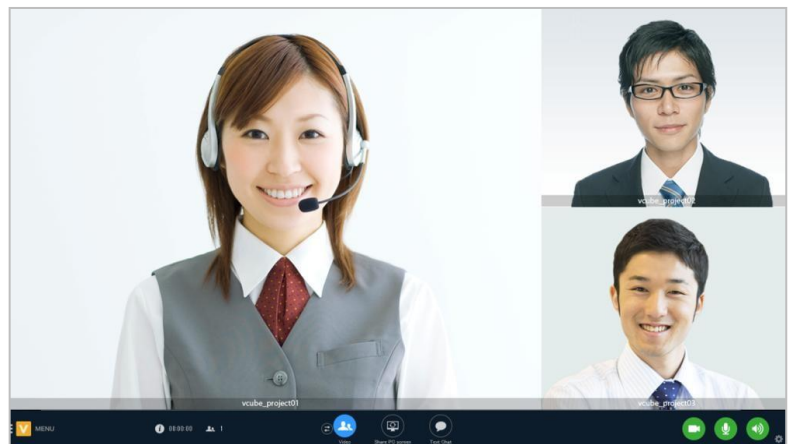 vcube_project02
vcube_project01
vcube_project03
V MENU
i 00:00:00 1
Video
Share PC screen
Text Chat